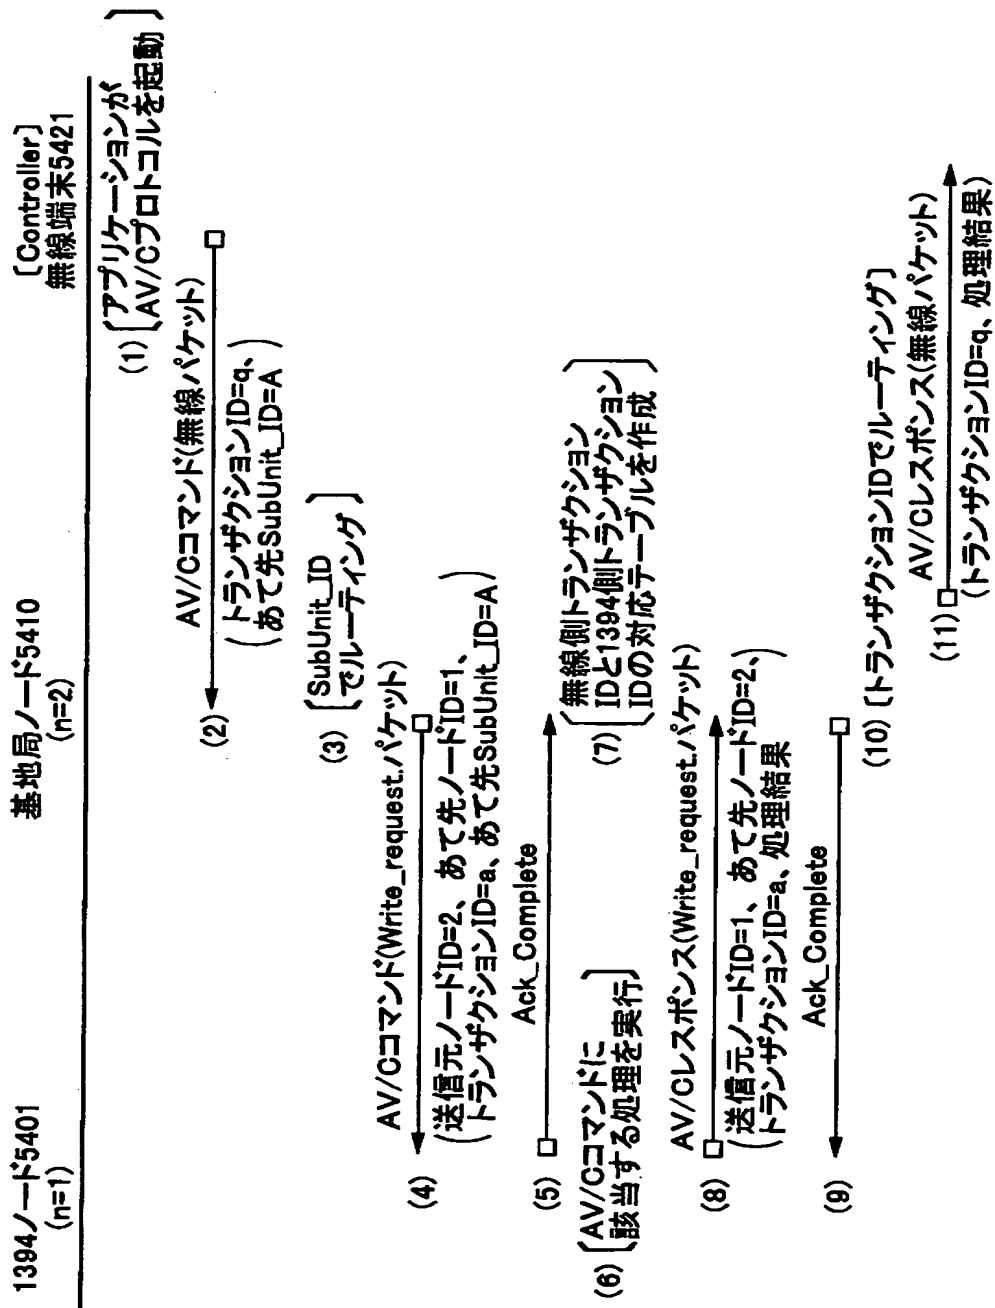 1394ノード5401
(n=1)
基地局ノード5410
(n=2)
[Controller]
無線端末5421
(1) [アプリケーションが
AV/Cプロトコルを起動]
AV/Cコマンド(無線パケット)
(2)
(トランザクションID=q、
あて先SubUnit_ID=A)
(3) [SubUnit_ID
でルーティング]
AV/Cコマンド(Write_request.パケット)
(4)
(送信元ノードID=2、あて先ノードID=1、
トランザクションID=a、あて先SubUnit_ID=A)
Ack_Complete
(5)
(6) [AV/Cコマンドに
該当する処理を実行]
(7) [無線側トランザクション
IDと1394側トランザクション
IDの対応テーブルを作成]
AV/Cレスポンス(Write_request.パケット)
(8)
(送信元ノードID=1、あて先ノードID=2、
トランザクションID=a、処理結果)
Ack_Complete
(9)
(10) [トランザクションIDでルーティング]
AV/Cレスポンス(無線パケット)
(11)
(トランザクションID=q、処理結果)